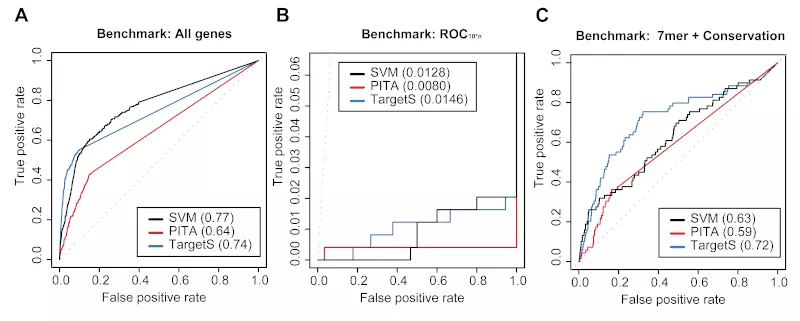 A
Benchmark: All genes
True positive rate
0.0 0.2 0.4 0.6 0.8 1.0
SVM (0.77)
PITA (0.64)
TargetS (0.74)
0.0 0.2 0.4 0.6 0.8 1.0
False positive rate
B
Benchmark: ROC10*n
True positive rate
0.00 0.01 0.02 0.03 0.04 0.05 0.06
SVM (0.0128)
PITA (0.0080)
TargetS (0.0146)
0.0 0.2 0.4 0.6 0.8 1.0
False positive rate
C
Benchmark: 7mer + Conservation
True positive rate
0.0 0.2 0.4 0.6 0.8 1.0
SVM (0.63)
PITA (0.59)
TargetS (0.72)
0.0 0.2 0.4 0.6 0.8 1.0
False positive rate